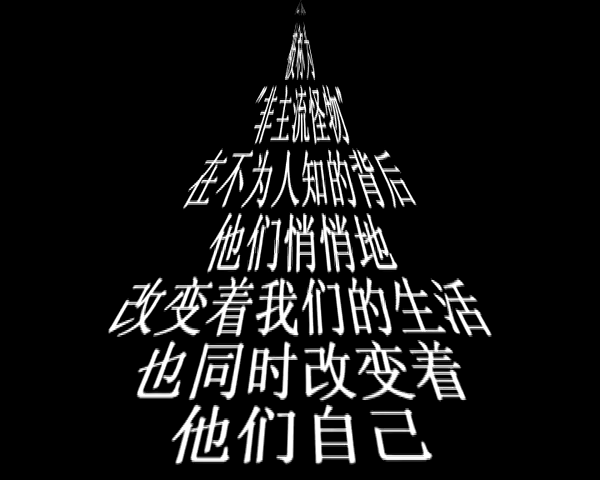 被称为
"非主流怪物"
在不为人知的背后
他们悄悄地
改变着我们的生活
也同时改变着
他们自己